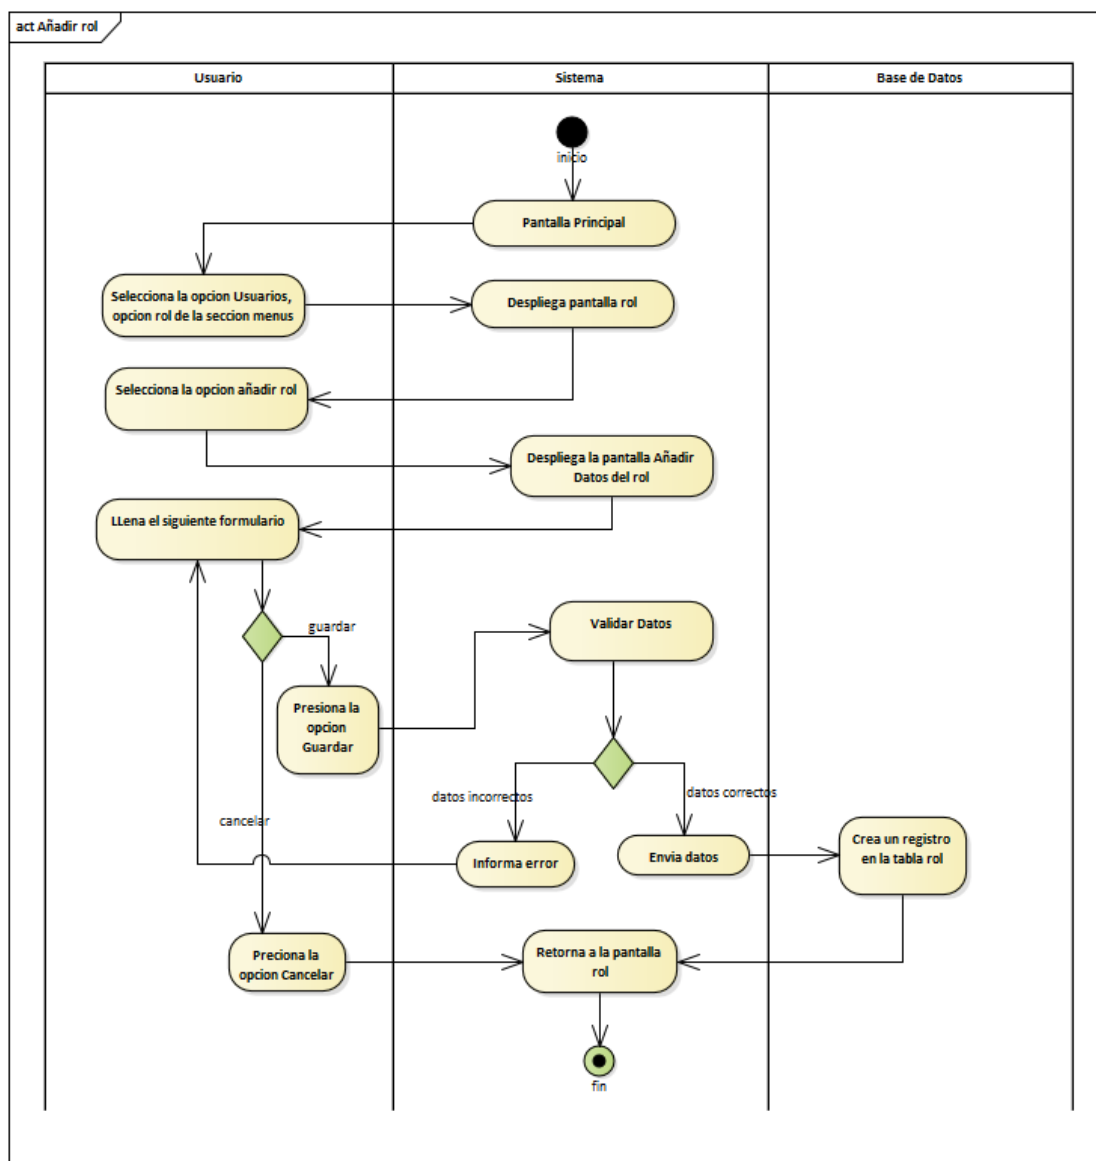 act Añadir rol
Usuario
Sistema
Base de Datos
inicio
Pantalla Principal
Selecciona la opcion Usuarios,
opcion rol de la seccion menus
Despliega pantalla rol
Selecciona la opcion añadir rol
Despliega la pantalla Añadir
Datos del rol
LLena el siguiente formulario
guardar
Validar Datos
Presiona la
opcion
Guardar
datos incorrectos
datos correctos
cancelar
Informa error
Envia datos
Crea un registro
en la tabla rol
Preciona la
opcion Cancelar
Retorna a la pantalla
rol
fin